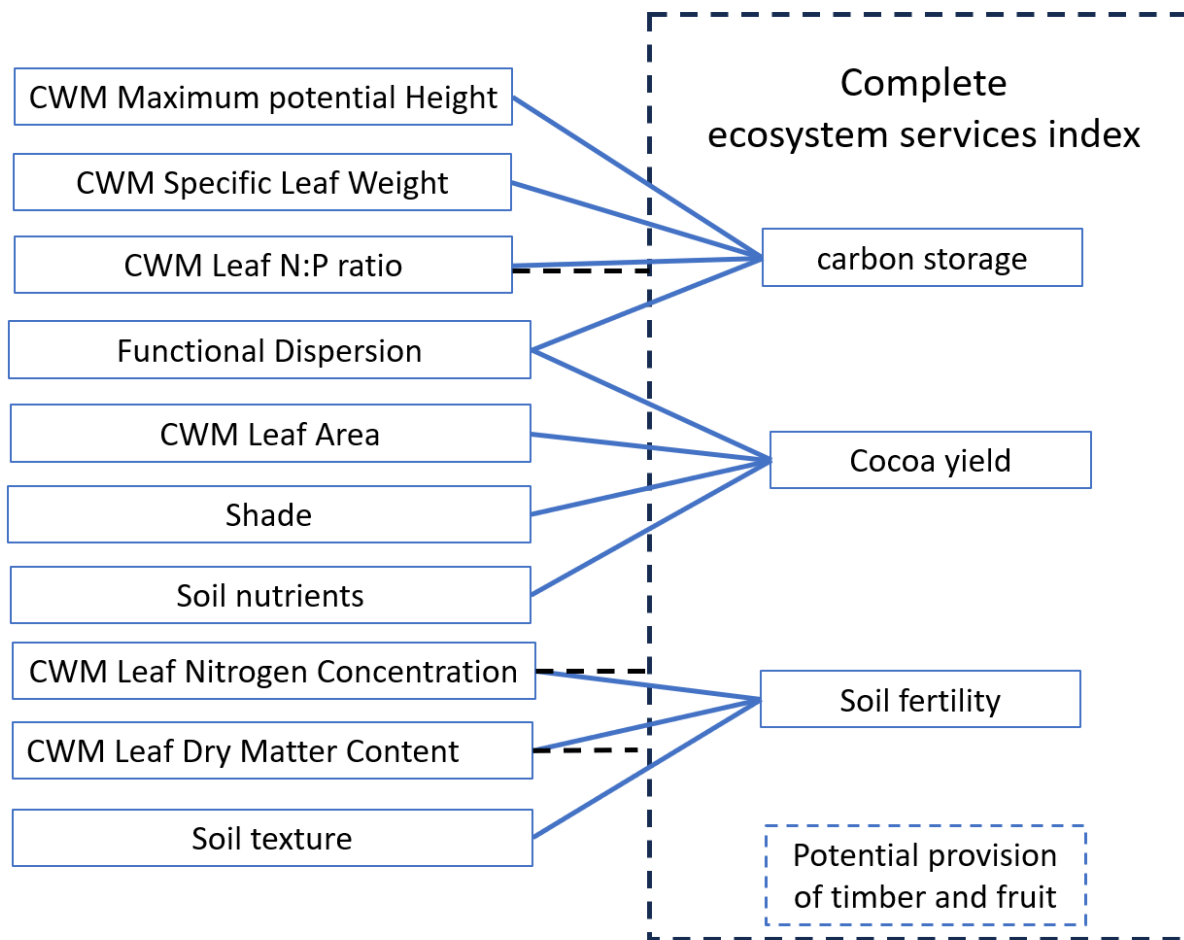 CWM Maximum potential Height
CWM Specific Leaf Weight
CWM Leaf N:P ratio
Functional Dispersion
CWM Leaf Area
Shade
Soil nutrients
CWM Leaf Nitrogen Concentration
CWM Leaf Dry Matter Content
Soil texture
Complete
ecosystem services index
carbon storage
Cocoa yield
Soil fertility
Potential provision
of timber and fruit